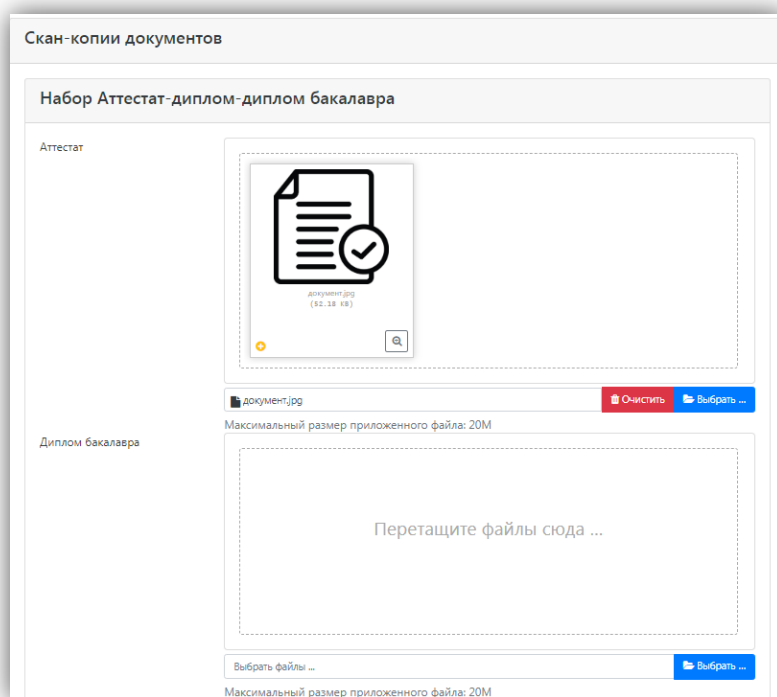 Скан-копии документов
Набор Аттестат-диплом-диплом бакалавра
Аттестат
документ.jpg
(52.18 KB)
документ.jpg
Очистить
Выбрать ...
Максимальный размер приложенного файла: 20M
Диплом бакалавра
Перетащите файлы сюда ...
Выбрать файлы ...
Выбрать ...
Максимальный размер приложенного файла: 20M